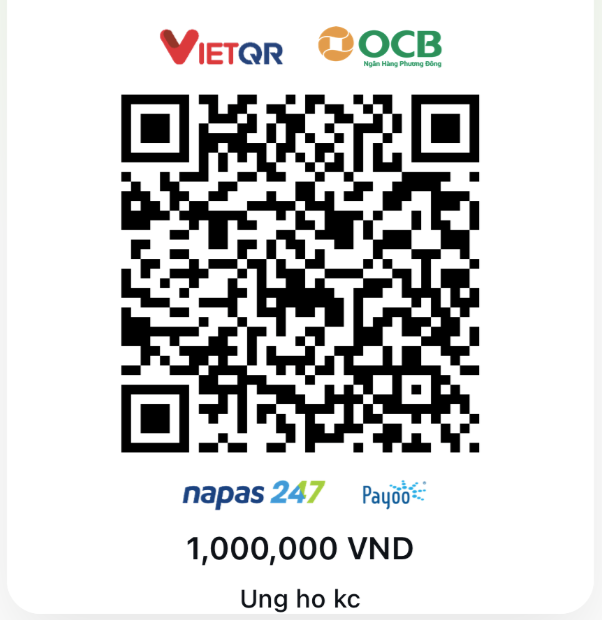 VIETQR OCB
Ngân Hàng Phương Đông
napas 247 Payoo
1,000,000 VND
Ung ho kc